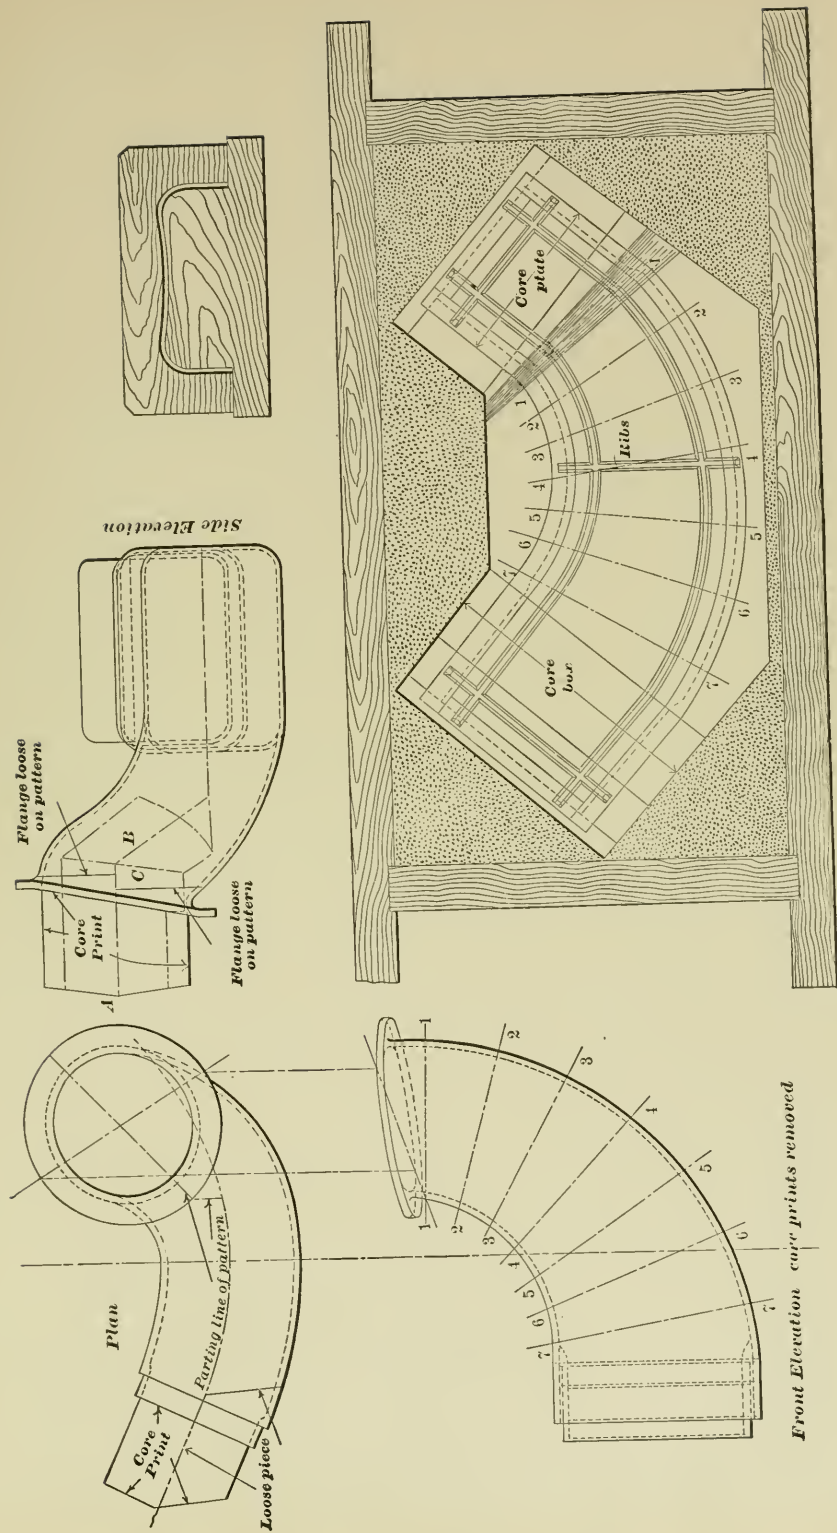 Plan
Core
Print
Loose piece
Parting line of pattern
A
Core
Print
Flange loose
on pattern
Flange loose
on pattern
B
C
Side Elevation
1
2
3
4
5
6
7
1
2
3
4
5
6
7
Front Elevation core prints removed
Core
plate
Ribs
Core
box
1
2
3
4
5
6
7
1
2
3
4
5
6
7